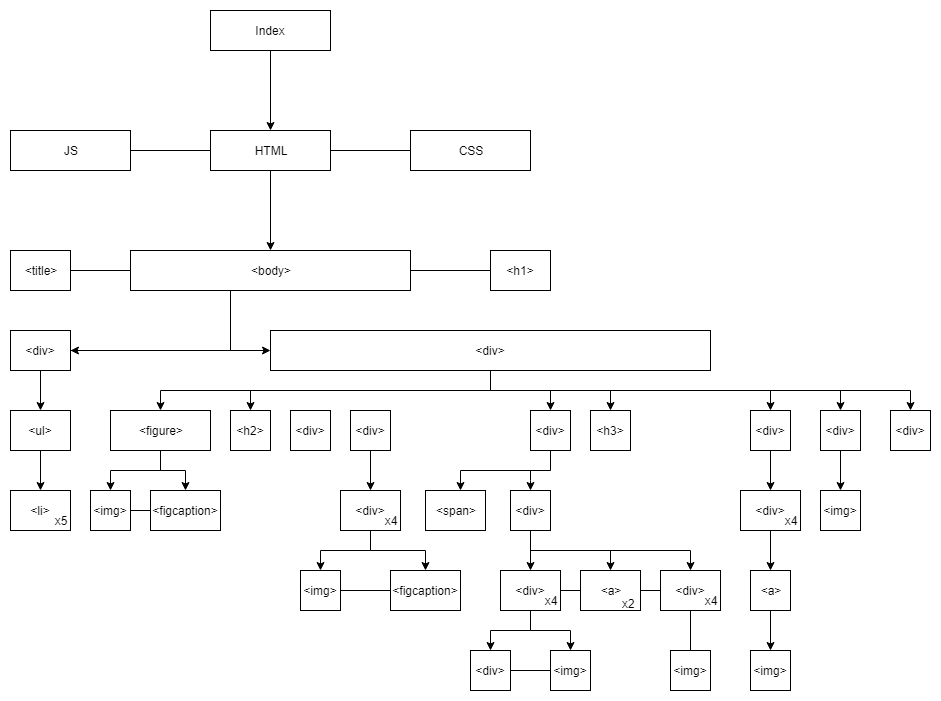 Index
JS
HTML
CSS
<title>
<body>
<h1>
<div>
<div>
<ul>
<figure>
<h2>
<div>
<div>
<div>
<h3>
<div>
<div>
<div>
<li>
x5
<img>
<figcaption>
<div>
x4
<span>
<div>
<div>
x4
<img>
<img>
<figcaption>
<div>
x4
<a>
x2
<div>
x4
<a>
<div>
<img>
<img>
<img>